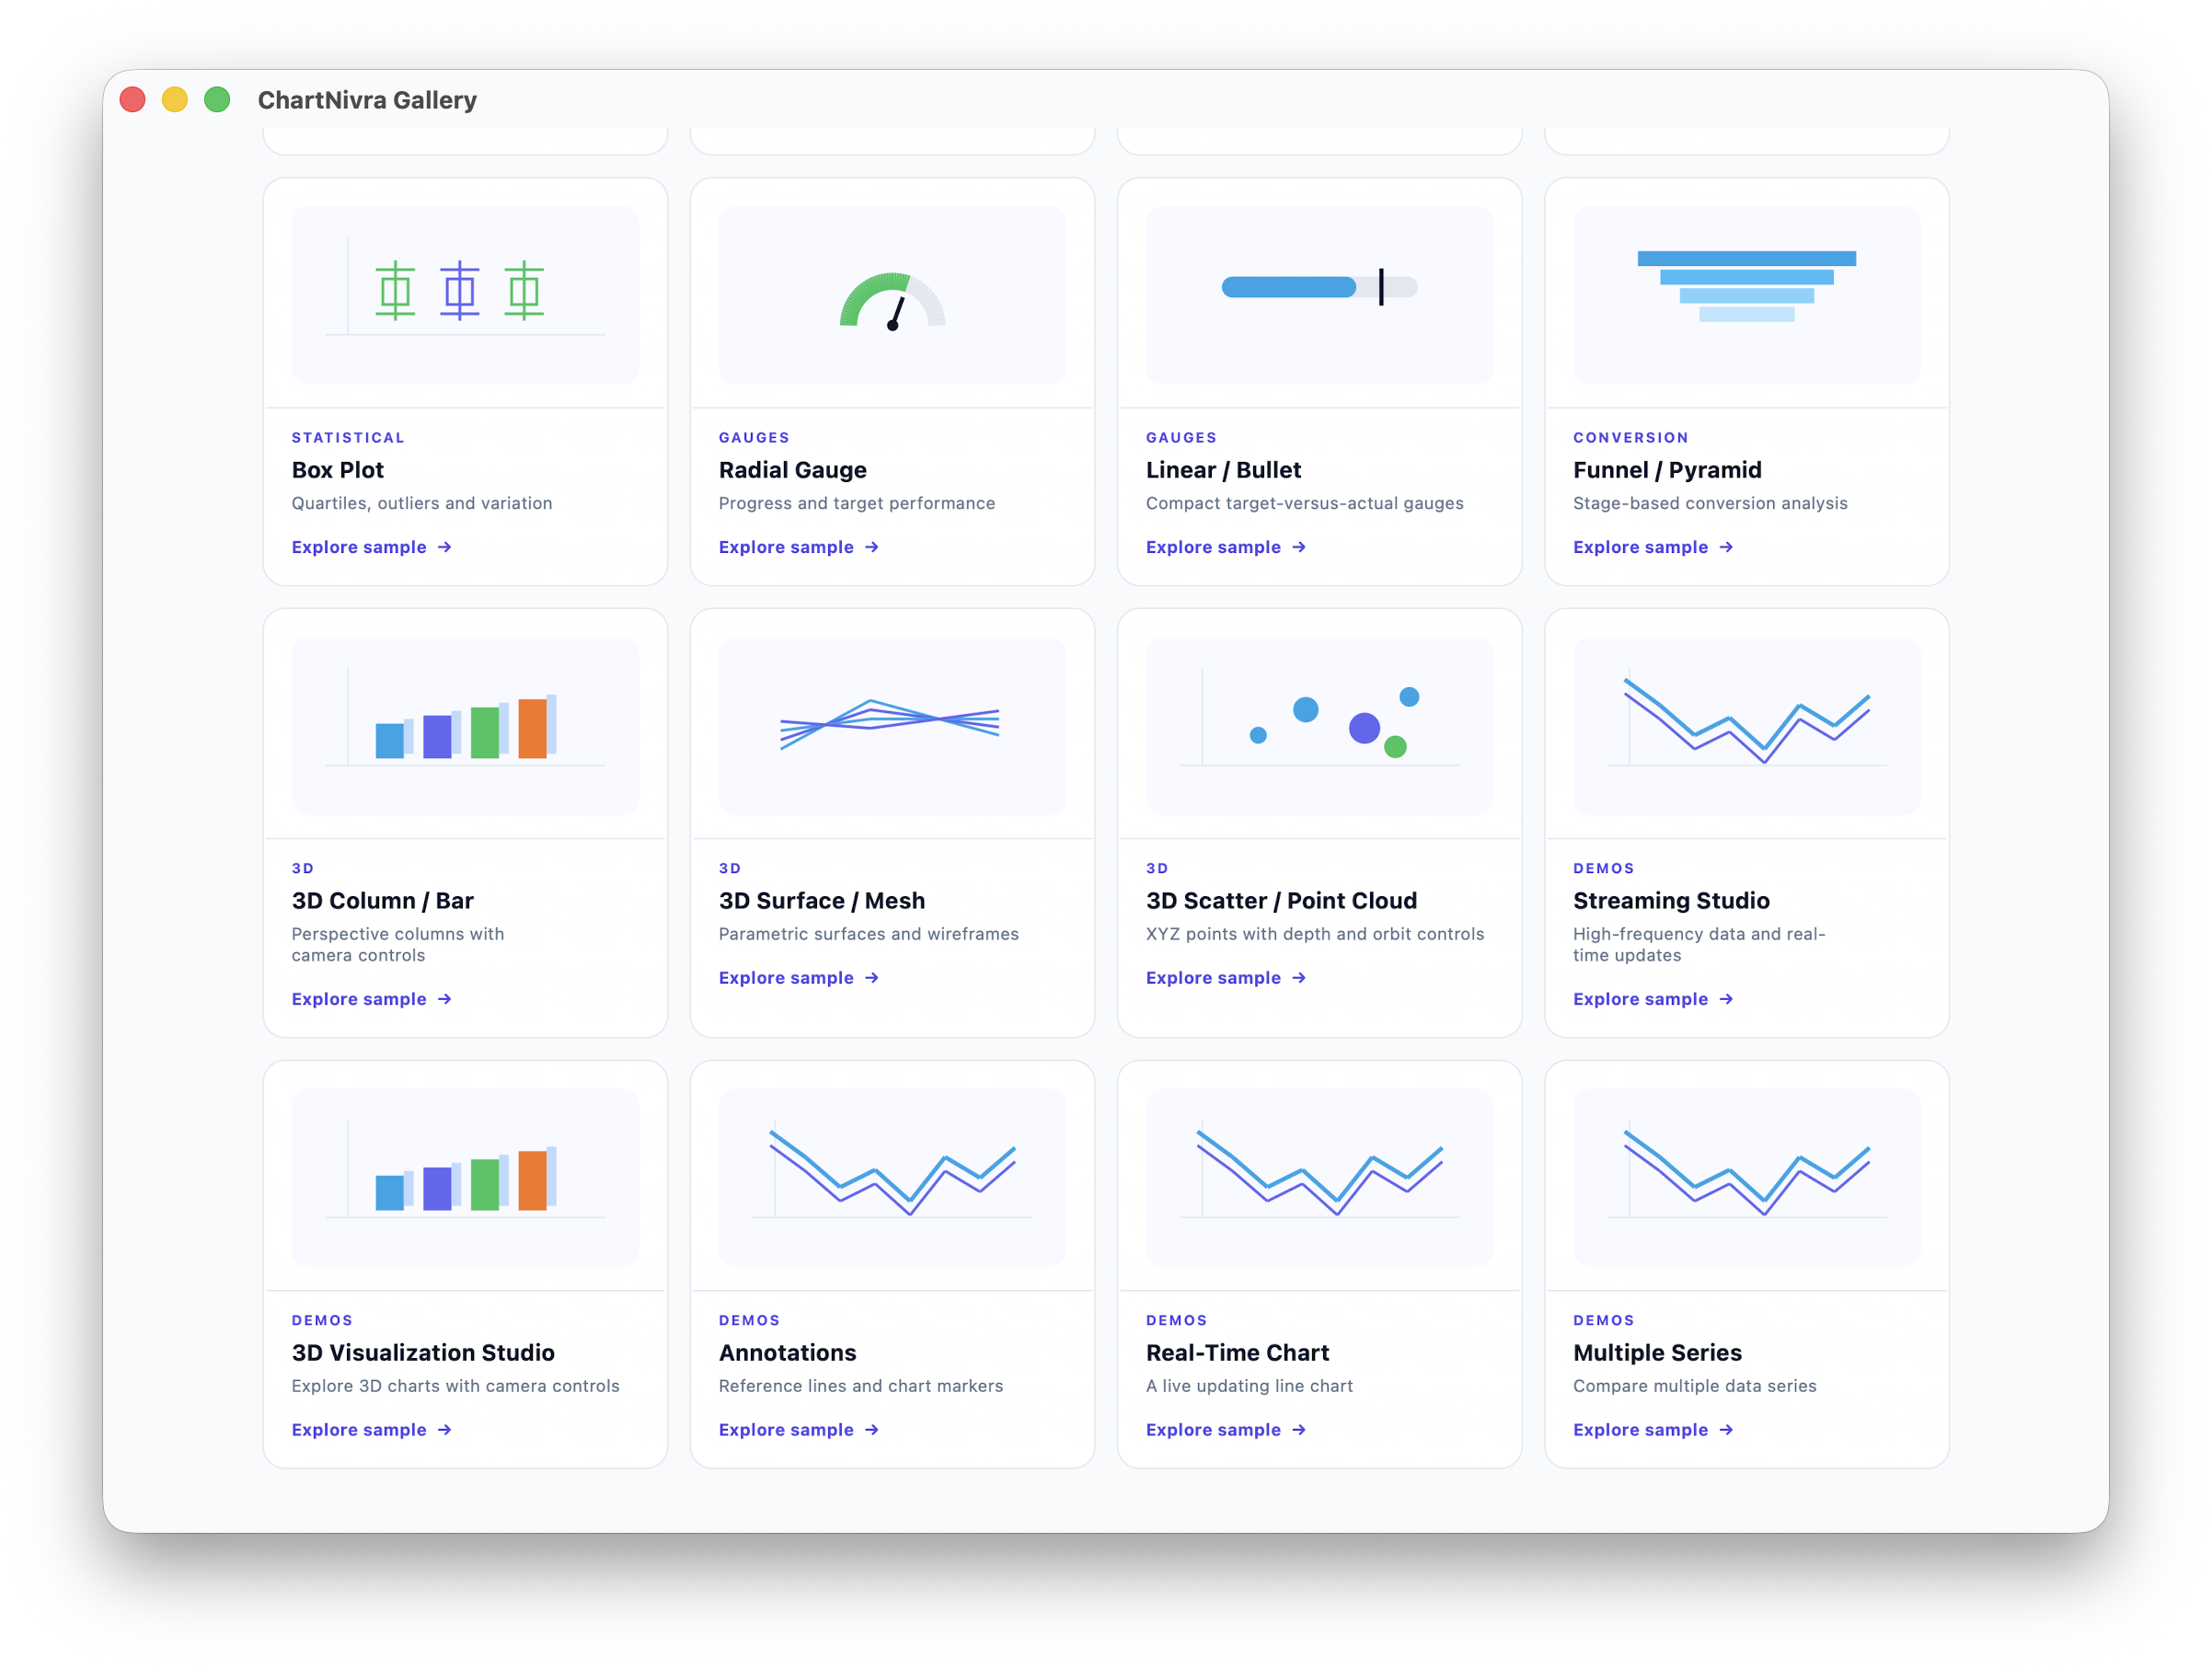 ChartNivra Gallery
STATISTICAL
Box Plot
Quartiles, outliers and variation
Explore sample →
GAUGES
Radial Gauge
Progress and target performance
Explore sample →
GAUGES
Linear / Bullet
Compact target-versus-actual gauges
Explore sample →
CONVERSION
Funnel / Pyramid
Stage-based conversion analysis
Explore sample →
3D
3D Column / Bar
Perspective columns with
camera controls
Explore sample →
3D
3D Surface / Mesh
Parametric surfaces and wireframes
Explore sample →
3D
3D Scatter / Point Cloud
XYZ points with depth and orbit controls
Explore sample →
DEMOS
Streaming Studio
High-frequency data and real-
time updates
Explore sample →
DEMOS
3D Visualization Studio
Explore 3D charts with camera controls
Explore sample →
DEMOS
Annotations
Reference lines and chart markers
Explore sample →
DEMOS
Real-Time Chart
A live updating line chart
Explore sample →
DEMOS
Multiple Series
Compare multiple data series
Explore sample →